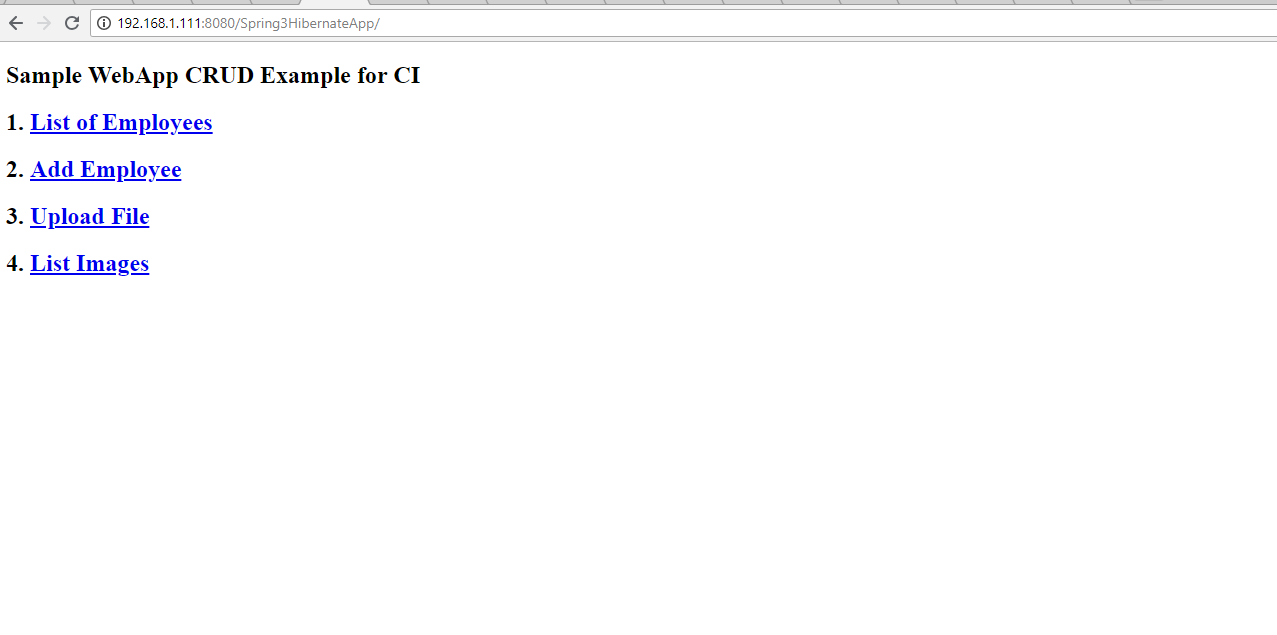 192.168.1.111:8080/Spring3HibernateApp/
Sample WebApp CRUD Example for CI
1. List of Employees
2. Add Employee
3. Upload File
4. List Images